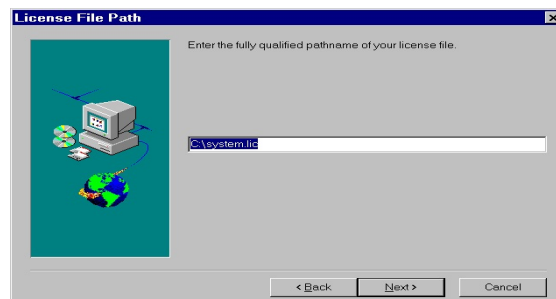 License File Path
Enter the fully qualified pathname of your license file.
C:\system.lic
< Back
Next >
Cancel